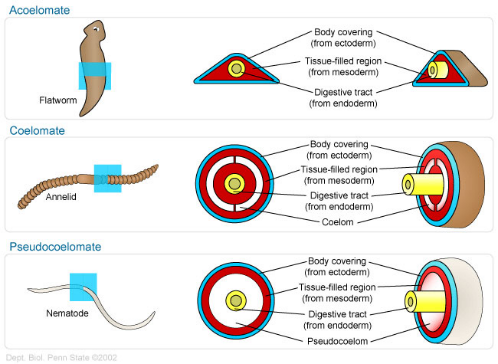 Acoelomate
Body covering
(from ectoderm)
Tissue-filled region
(from mesoderm)
Digestive tract
(from endoderm)
Flatworm
Coelomate
Body covering
(from ectoderm)
Tissue-filled region
(from mesoderm)
Digestive tract
(from endoderm)
Coelom
Annelid
Pseudocoelomate
Body covering
(from ectoderm)
Tissue-filled region
(from mesoderm)
Digestive tract
(from endoderm)
Pseudocoelom
Nematode
Dept. Biol. Penn State ©2002